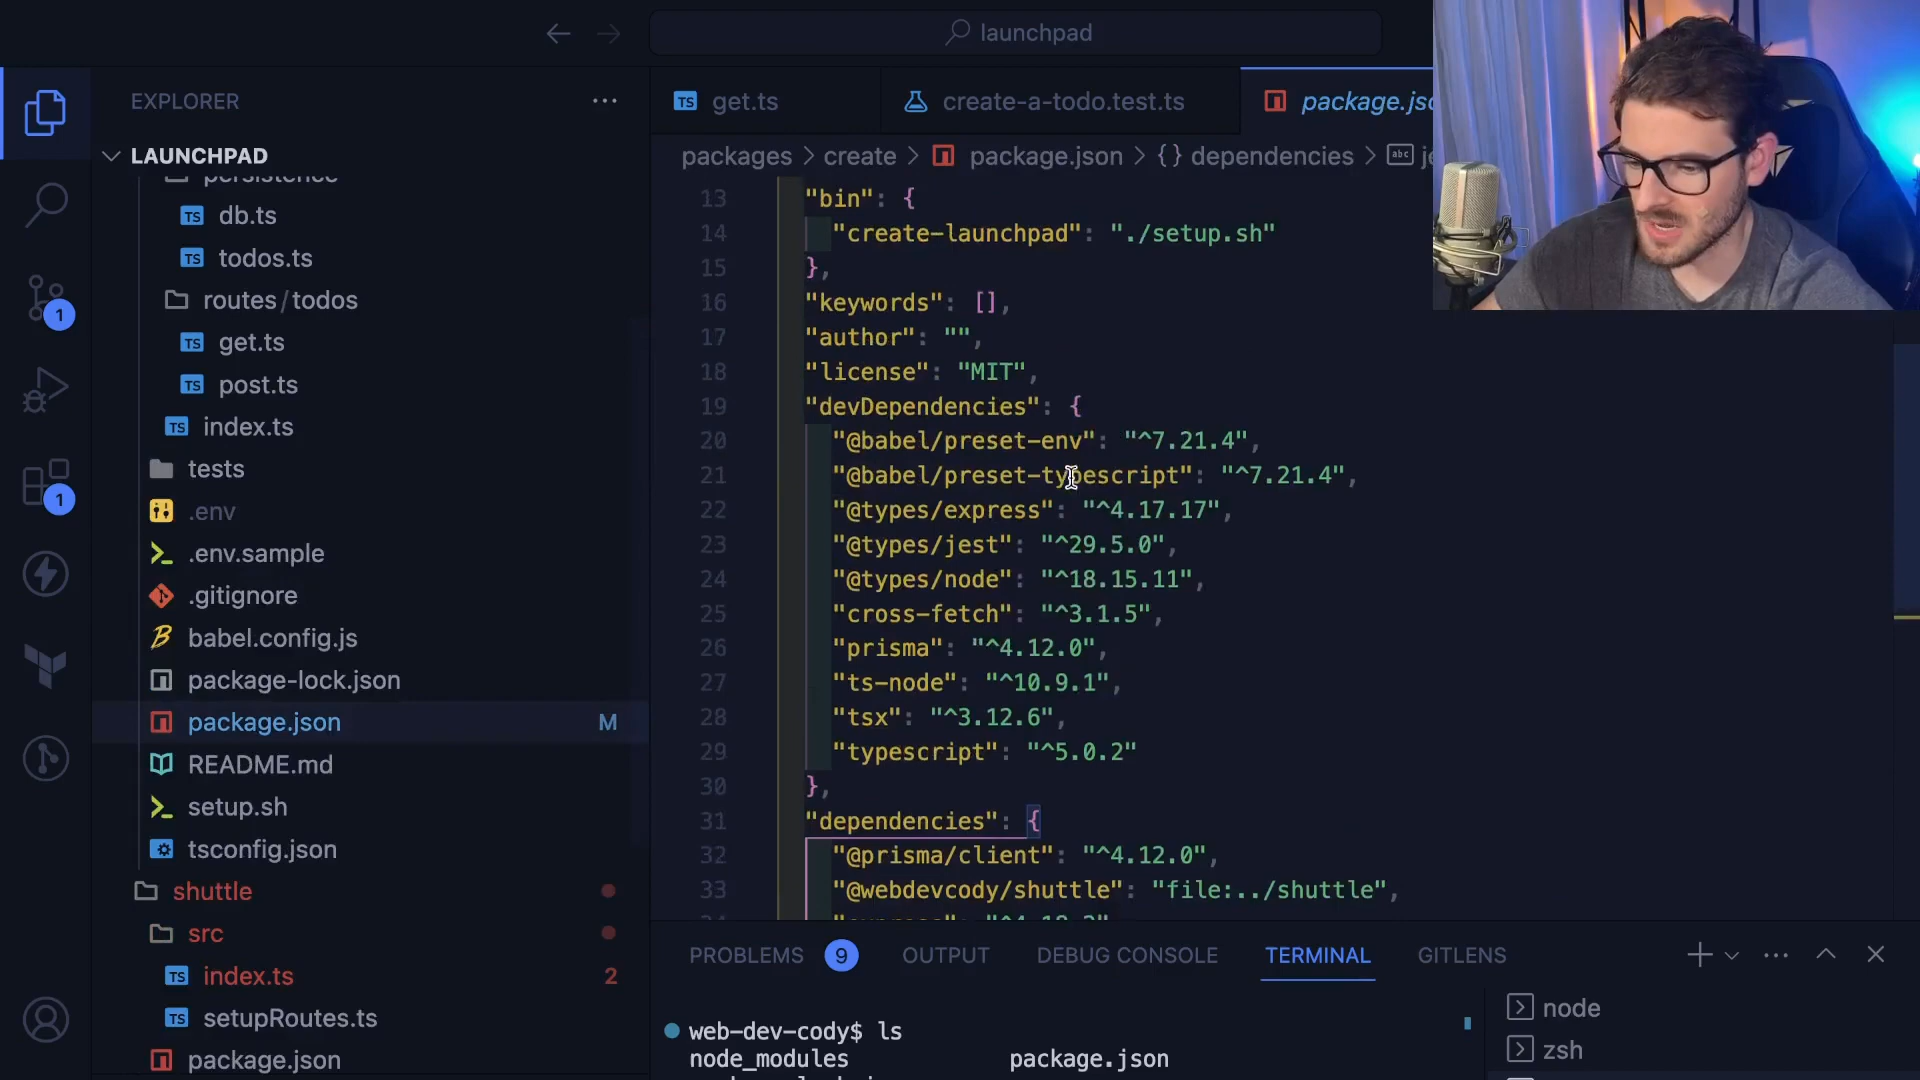 launchpad
EXPLORER
LAUNCHPAD
persistence
db.ts
todos.ts
routes/todos
get.ts
post.ts
index.ts
tests
.env
.env.sample
.gitignore
babel.config.js
package-lock.json
package.json M
README.md
setup.sh
tsconfig.json
shuttle
src
index.ts 2
setupRoutes.ts
package.json
1
1
get.ts
create-a-todo.test.ts
package.jso
packages > create > package.json > {} dependencies > abc je
13 "bin": {
14 "create-launchpad": "./setup.sh"
15 },
16 "keywords": [],
17 "author": "",
18 "license": "MIT",
19 "devDependencies": {
20 "@babel/preset-env": "^7.21.4",
21 "@babel/preset-typescript": "^7.21.4",
22 "@types/express": "^4.17.17",
23 "@types/jest": "^29.5.0",
24 "@types/node": "^18.15.11",
25 "cross-fetch": "^3.1.5",
26 "prisma": "^4.12.0",
27 "ts-node": "^10.9.1",
28 "tsx": "^3.12.6",
29 "typescript": "^5.0.2"
30 },
31 "dependencies": {
32 "@prisma/client": "^4.12.0",
33 "@webdevcody/shuttle": "file:../shuttle",
PROBLEMS 9 OUTPUT DEBUG CONSOLE TERMINAL GITLENS
web-dev-cody$ ls
node_modules package.json
node
zsh